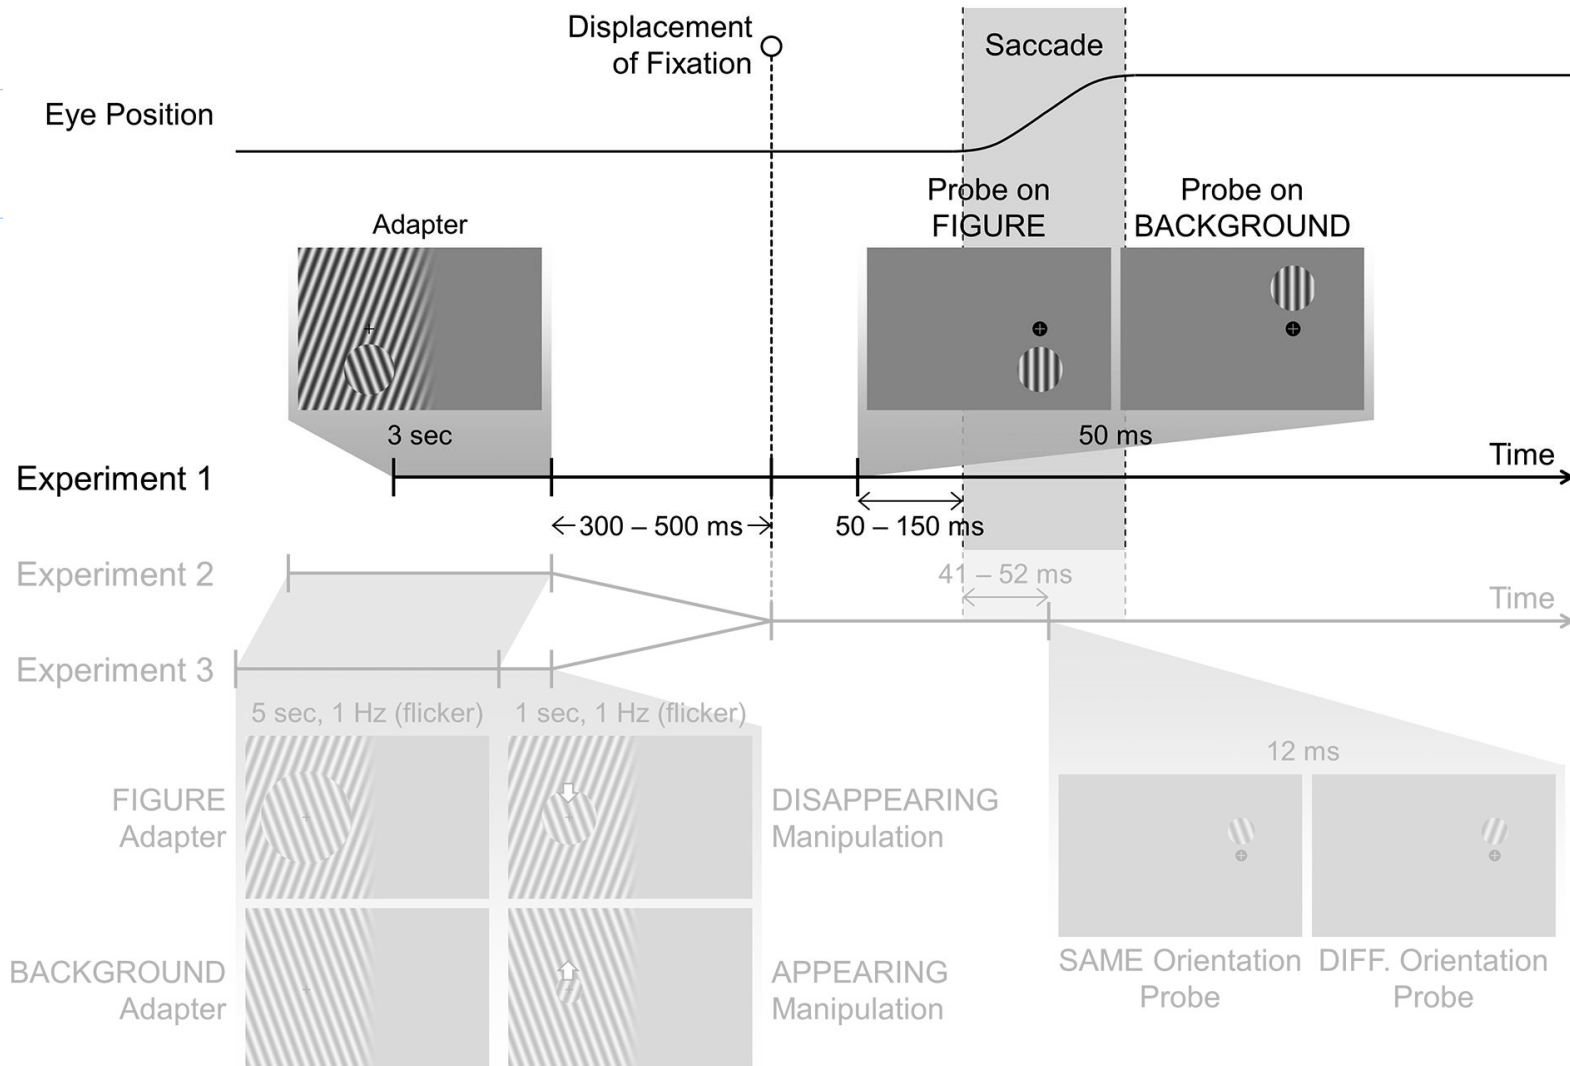 Displacement
of Fixation
Saccade
Eye Position
Probe on
FIGURE
Probe on
BACKGROUND
Adapter
3 sec
50 ms
Experiment 1
Time
300 – 500 ms
50 – 150 ms
Experiment 2
41 – 52 ms
Time
Experiment 3
5 sec, 1 Hz (flicker)
1 sec, 1 Hz (flicker)
12 ms
FIGURE
Adapter
DISAPPEARING
Manipulation
BACKGROUND
Adapter
APPEARING
Manipulation
SAME Orientation
Probe
DIFF. Orientation
Probe